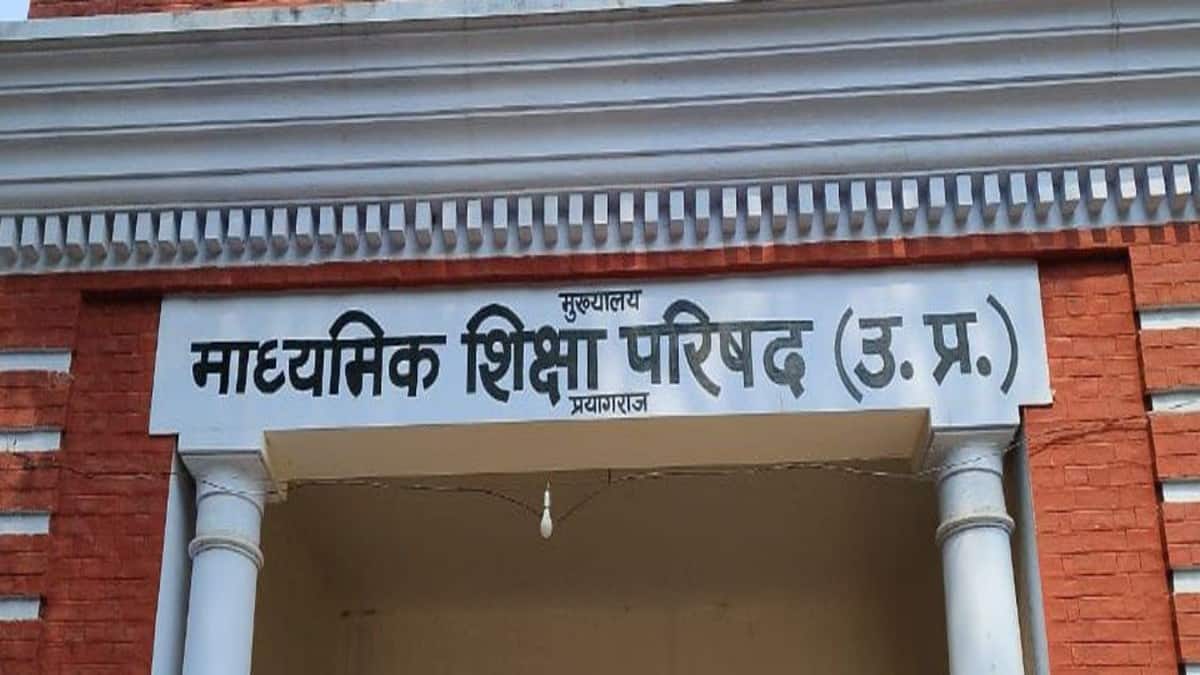 मुख्यालय
माध्यमिक शिक्षा परिषद (उ. प्र.)
प्रयागराज